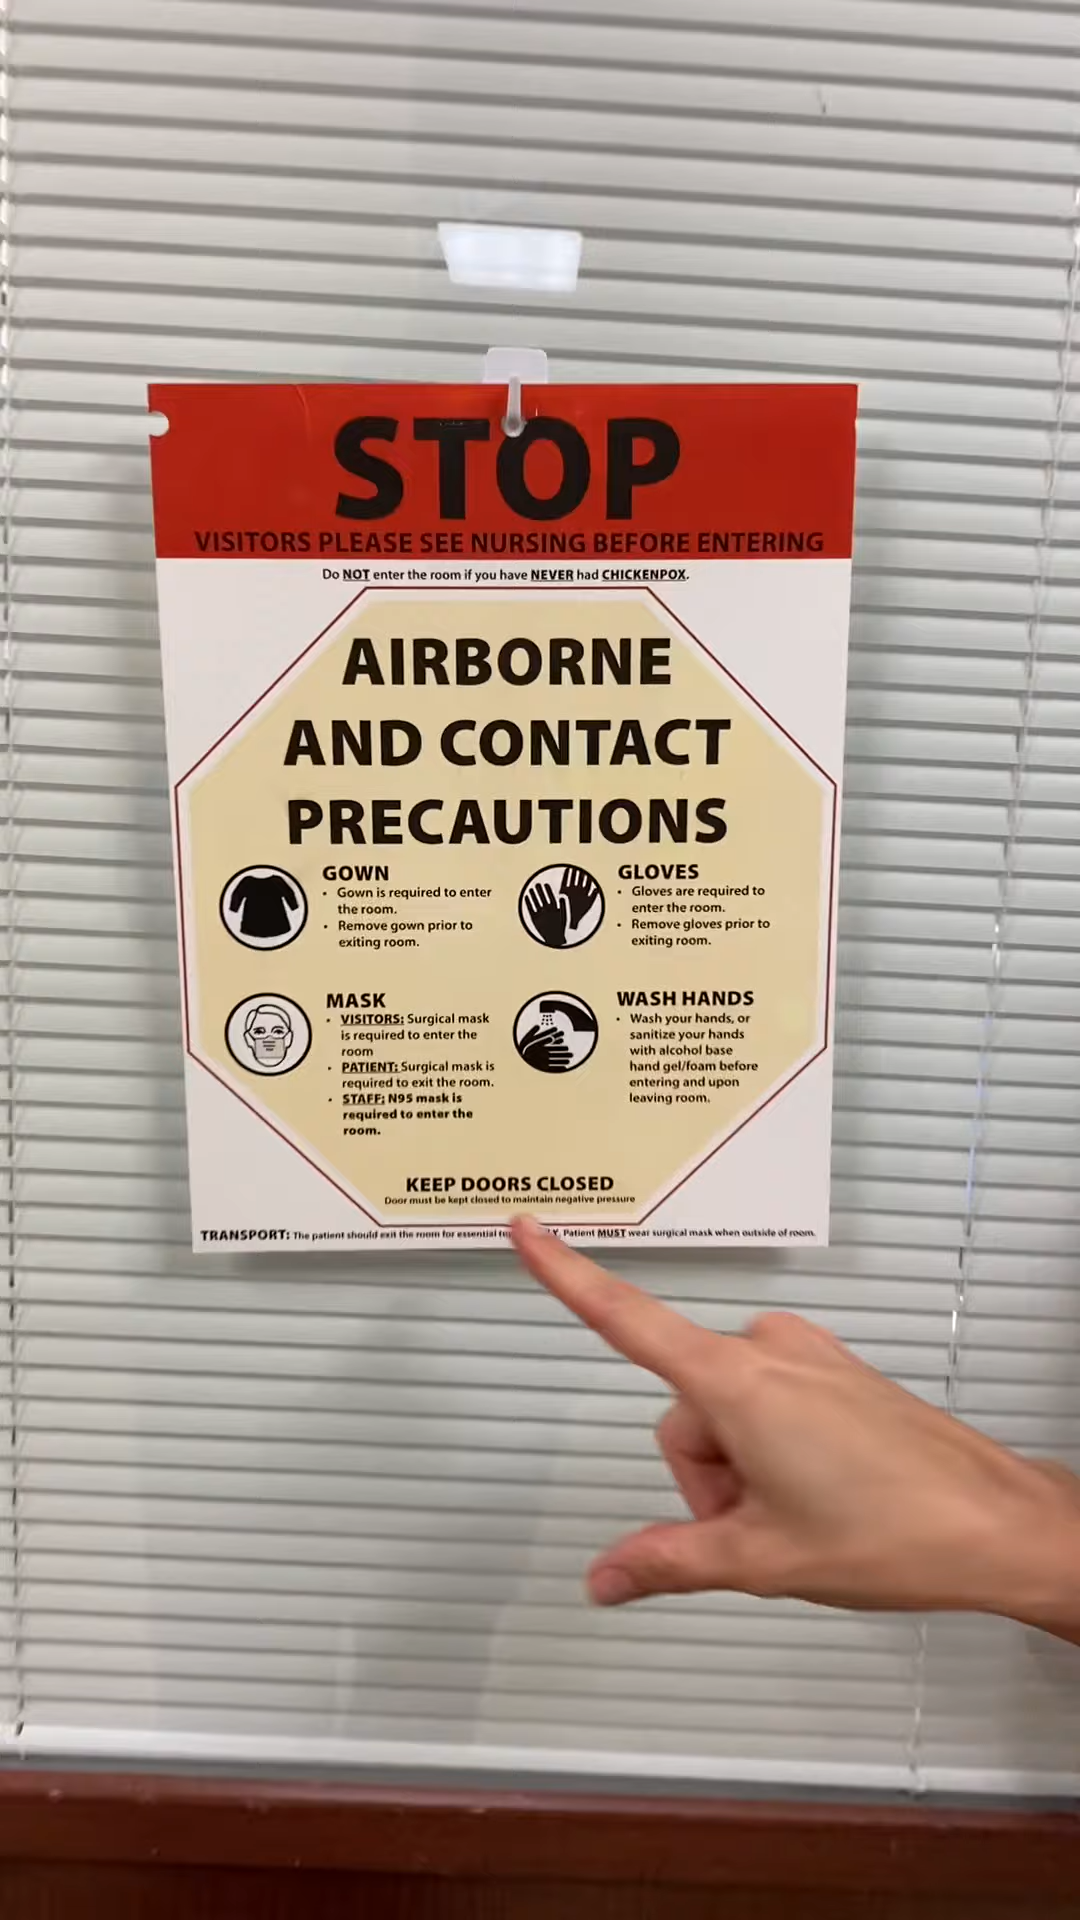 STOP
VISITORS PLEASE SEE NURSING BEFORE ENTERING
Do NOT enter the room if you have NEVER had CHICKENPOX.
AIRBORNE
AND CONTACT
PRECAUTIONS
GOWN
• Gown is required to enter
the room.
• Remove gown prior to
exiting room.
GLOVES
• Gloves are required to
enter the room.
• Remove gloves prior to
exiting room.
MASK
• VISITORS: Surgical mask
is required to enter the
room
• PATIENT: Surgical mask is
required to exit the room.
• STAFF: N95 mask is
required to enter the
room.
WASH HANDS
• Wash your hands, or
sanitize your hands
with alcohol base
hand gel/foam before
entering and upon
leaving room.
KEEP DOORS CLOSED
Door must be kept closed to maintain negative pressure
TRANSPORT: The patient should exit the room for essential Patient MUST wear surgical mask when outside of room.